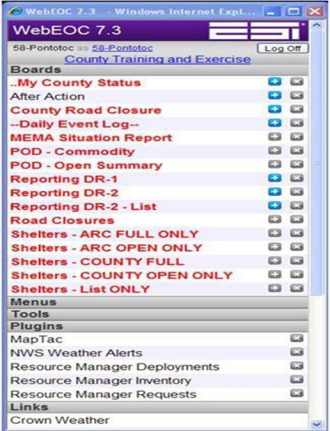 WebEOC 7.3 - Windows Internet Expl...
WebEOC 7.3 ESi
58-Pontotoc as 58-Pontotoc Log Off
County Training and Exercise
Boards
..My County Status
After Action
County Road Closure
--Daily Event Log--
MEMA Situation Report
POD - Commodity
POD - Open Summary
Reporting DR-1
Reporting DR-2
Reporting DR-2 - List
Road Closures
Shelters - ARC FULL ONLY
Shelters - ARC OPEN ONLY
Shelters - COUNTY FULL
Shelters - COUNTY OPEN ONLY
Shelters - List ONLY
Menus
Tools
Plugins
MapTac
NWS Weather Alerts
Resource Manager Deployments
Resource Manager Inventory
Resource Manager Requests
Links
Crown Weather